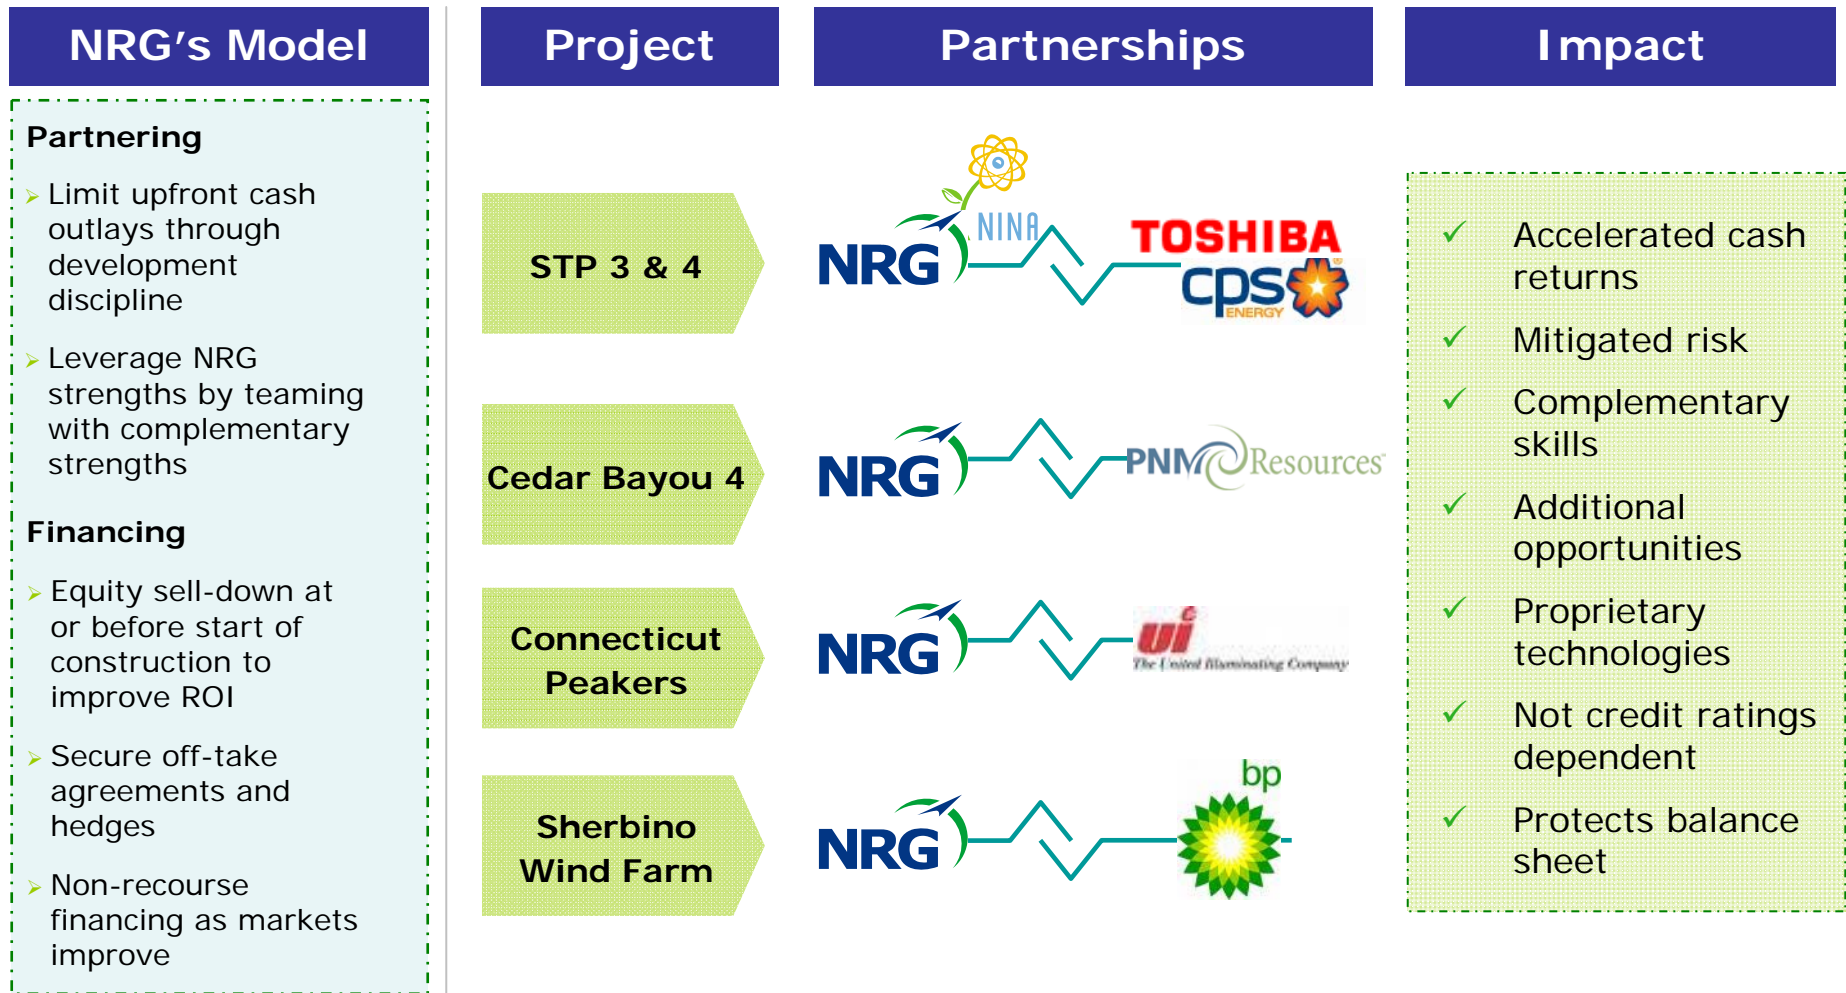 NRG's Model
Project
Partnerships
Impact
Partnering
Limit upfront cash
outlays through
development
discipline
Leverage NRG
strengths by teaming
with complementary
strengths
Financing
Equity sell-down at
or before start of
construction to
improve ROI
Secure off-take
agreements and
hedges
Non-recourse
financing as markets
improve
STP 3 & 4
NRG
NINA
TOSHIBA
cps
ENERGY
Cedar Bayou 4
NRG
PNM Resources
Connecticut
Peakers
NRG
ui
The United Illuminating Company
Sherbino
Wind Farm
NRG
bp
Accelerated cash
returns
Mitigated risk
Complementary
skills
Additional
opportunities
Proprietary
technologies
Not credit ratings
dependent
Protects balance
sheet